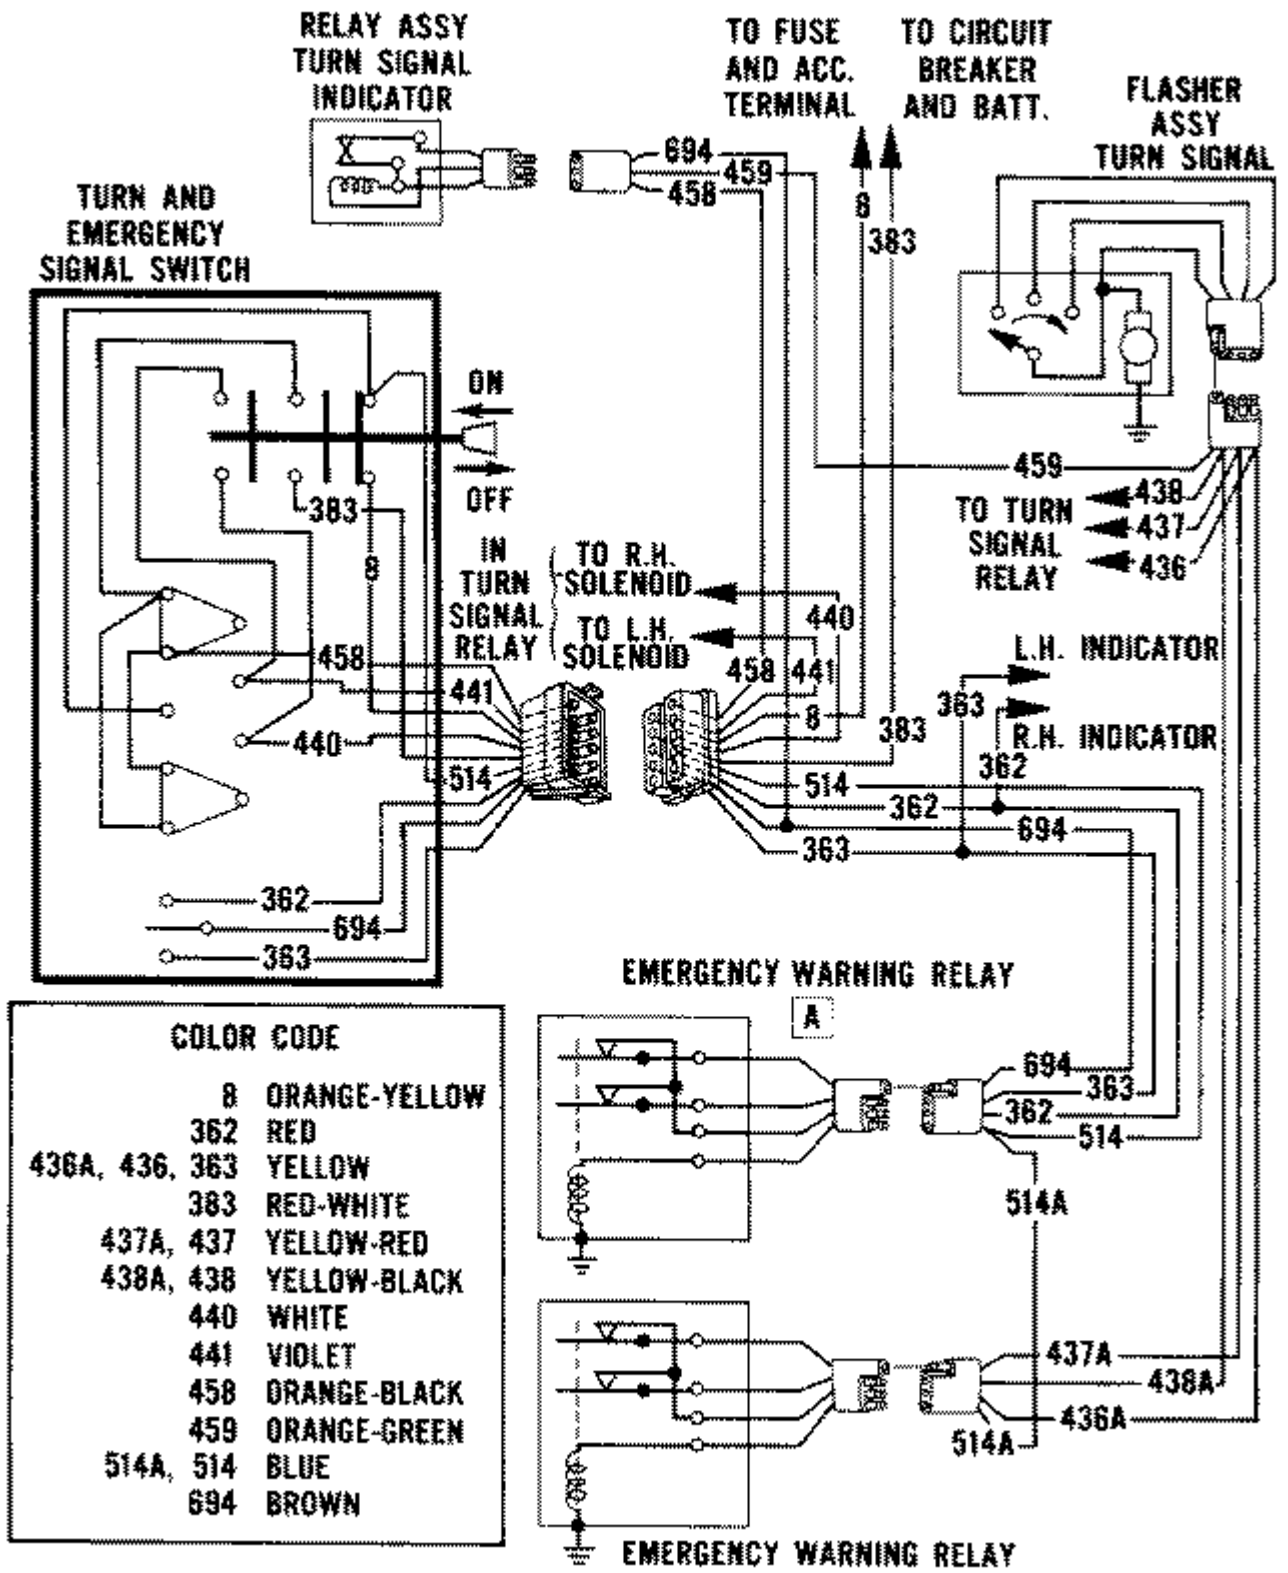 RELAY ASSY
TURN SIGNAL
INDICATOR
TO FUSE
AND ACC.
TERMINAL
TO CIRCUIT
BREAKER
AND BATT.
FLASHER
ASSY
TURN SIGNAL
694
459
458
8
383
TURN AND
EMERGENCY
SIGNAL SWITCH
ON
OFF
383
8
459
438
437
436
TO TURN
SIGNAL
RELAY
IN
TURN
SIGNAL
RELAY
TO R.H.
SOLENOID
TO L.H.
SOLENOID
440
458
441
458
441
440
514
8
383
L.H. INDICATOR
363
R.H. INDICATOR
362
514
362
694
363
362
694
363
EMERGENCY WARNING RELAY
A
694
363
362
514
514A
COLOR CODE
8 ORANGE-YELLOW
362 RED
436A, 436, 363 YELLOW
383 RED-WHITE
437A, 437 YELLOW-RED
438A, 438 YELLOW-BLACK
440 WHITE
441 VIOLET
458 ORANGE-BLACK
459 ORANGE-GREEN
514A, 514 BLUE
694 BROWN
437A
438A
436A
514A
EMERGENCY WARNING RELAY